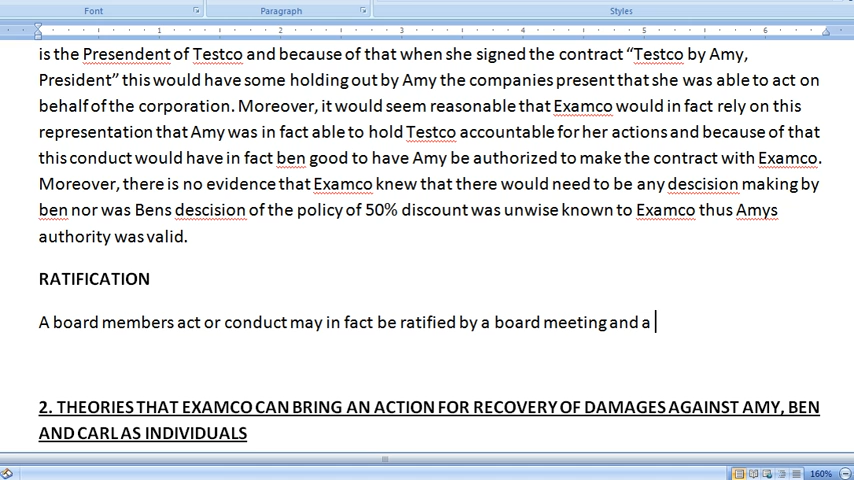 Font Paragraph Styles
1 2 3 4 5 6
is the Presendent of Testco and because of that when she signed the contract “Testco by Amy,
President” this would have some holding out by Amy the companies present that she was able to act on
behalf of the corporation. Moreover, it would seem reasonable that Examco would in fact rely on this
representation that Amy was in fact able to hold Testco accountable for her actions and because of that
this conduct would have in fact ben good to have Amy be authorized to make the contract with Examco.
Moreover, there is no evidence that Examco knew that there would need to be any descision making by
ben nor was Bens descision of the policy of 50% discount was unwise known to Examco thus Amys
authority was valid.
RATIFICATION
A board members act or conduct may in fact be ratified by a board meeting and a
2. THEORIES THAT EXAMCO CAN BRING AN ACTION FOR RECOVERY OF DAMAGES AGAINST AMY, BEN
AND CARL AS INDIVIDUALS
160%